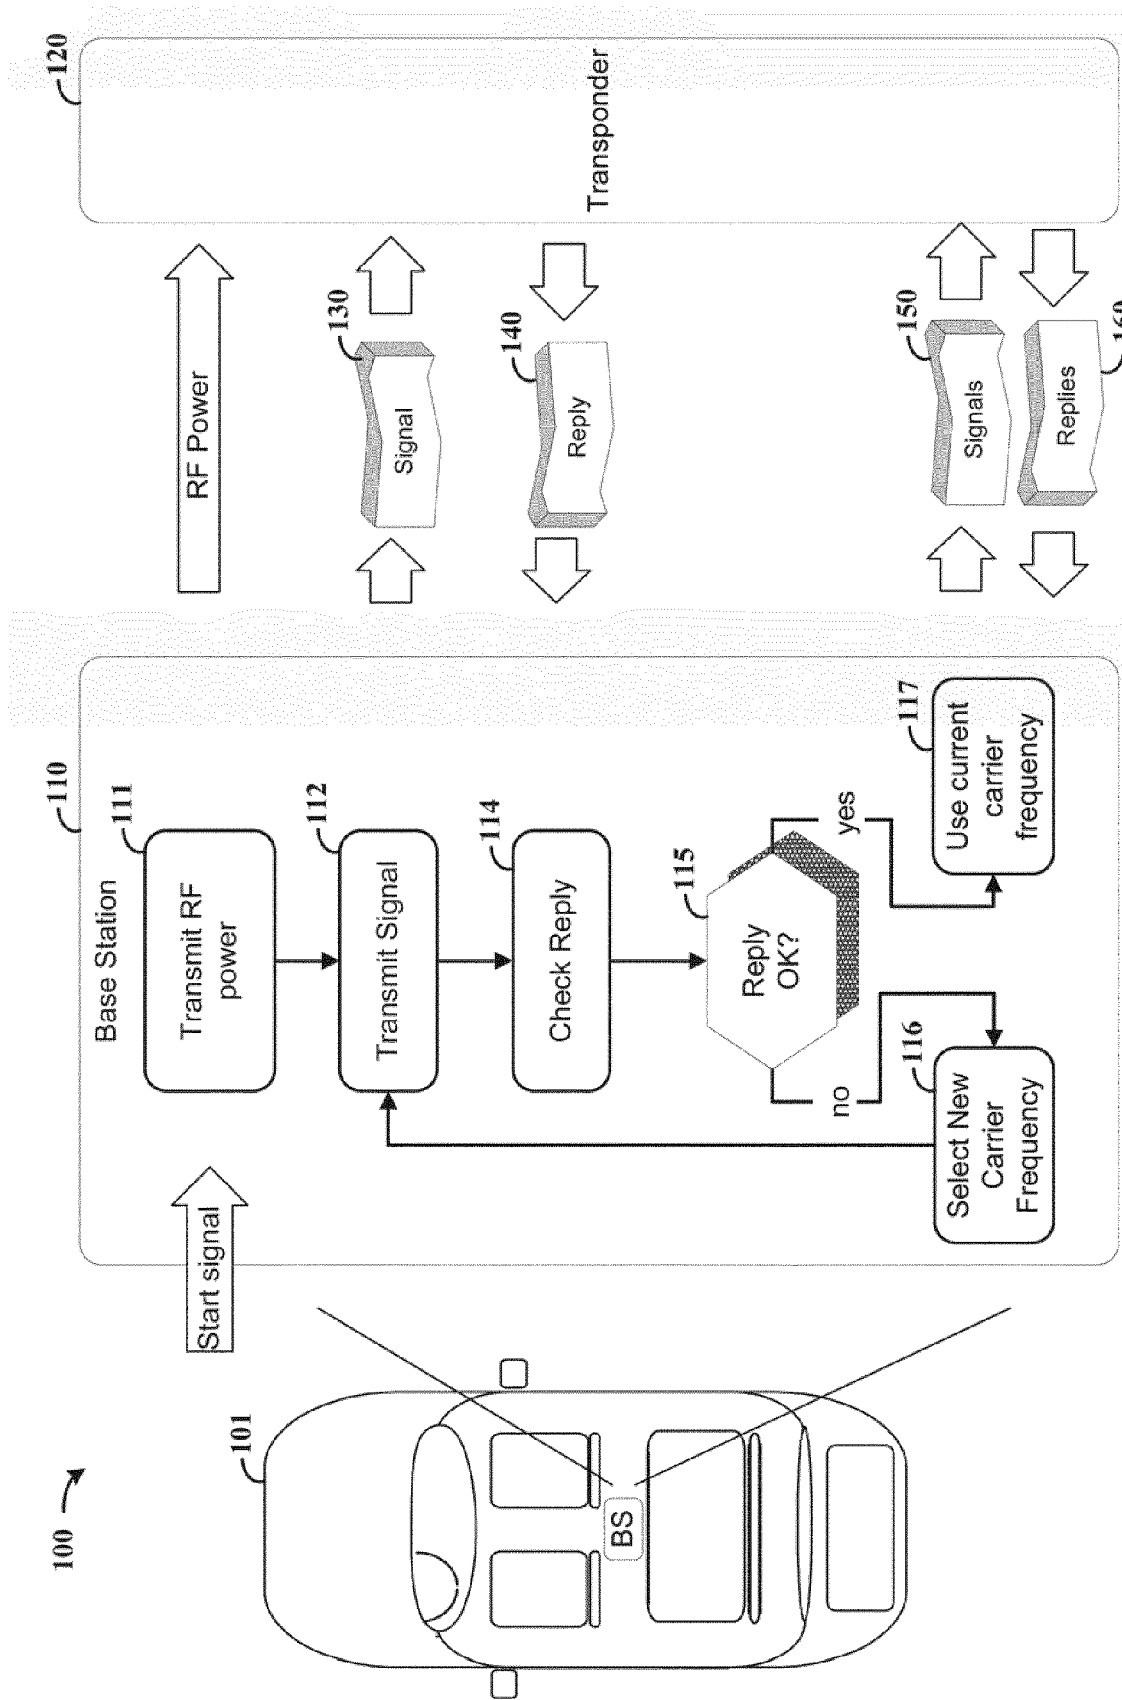 100
101
BS
Start signal
110
Base Station
111
Transmit RF
power
112
Transmit Signal
114
Check Reply
115
Reply
OK?
no
yes
116
Select New
Carrier
Frequency
117
Use current
carrier
frequency
RF Power
130
Signal
140
Reply
150
Signals
Replies
160
120
Transponder